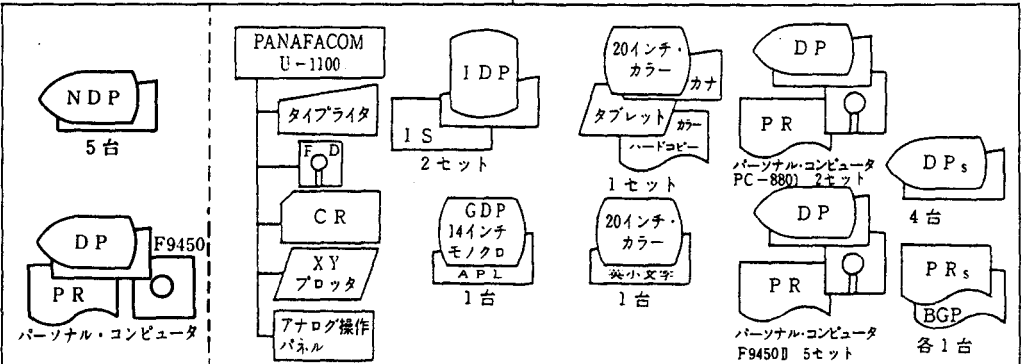 NDP
5台
DP
F9450
PR
パーソナル・コンピュータ
PANAFACOM
U-1100
タイプライタ
F D
CR
XY
プロッタ
アナログ操作
パネル
IDP
IS
2セット
GDP
14インチ
モノクロ
APL
1台
20インチ・
カラー
カナ
タブレット
カラー
ハードコピー
1セット
20インチ・
カラー
英小文字
1台
DP
PR
パーソナル・コンピュータ
PC-8801 2セット
DP
PR
パーソナル・コンピュータ
F9450Ⅱ 5セット
DPs
4台
PRs
BGP
各1台